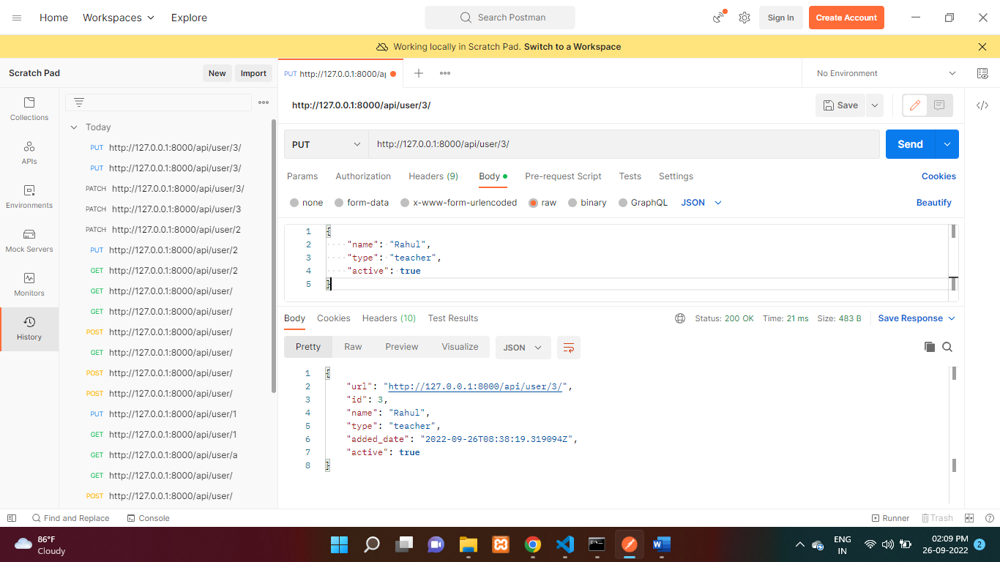 Home Workspaces Explore Search Postman Sign In Create Account
Working locally in Scratch Pad. Switch to a Workspace
Scratch Pad New Import PUT http://127.0.0.1:8000/ap No Environment
http://127.0.0.1:8000/api/user/3/ Save
Collections
APIs
Environments
Mock Servers
Monitors
History
Today
PUT http://127.0.0.1:8000/api/user/3/
PUT http://127.0.0.1:8000/api/user/3/
PATCH http://127.0.0.1:8000/api/user/3/
PATCH http://127.0.0.1:8000/api/user/3
PATCH http://127.0.0.1:8000/api/user/2
PUT http://127.0.0.1:8000/api/user/2
GET http://127.0.0.1:8000/api/user/2
GET http://127.0.0.1:8000/api/user/
GET http://127.0.0.1:8000/api/user/
POST http://127.0.0.1:8000/api/user/
GET http://127.0.0.1:8000/api/user/
POST http://127.0.0.1:8000/api/user/
POST http://127.0.0.1:8000/api/user/
PUT http://127.0.0.1:8000/api/user/1
GET http://127.0.0.1:8000/api/user/1
GET http://127.0.0.1:8000/api/user/a
GET http://127.0.0.1:8000/api/user/
POST http://127.0.0.1:8000/api/user/
PUT http://127.0.0.1:8000/api/user/3/ Send
Params Authorization Headers (9) Body Pre-request Script Tests Settings Cookies
none form-data x-www-form-urlencoded raw binary GraphQL JSON Beautify
1 {
2 "name": "Rahul",
3 "type": "teacher",
4 "active": true
5 }
Body Cookies Headers (10) Test Results Status: 200 OK Time: 21 ms Size: 483 B Save Response
Pretty Raw Preview Visualize JSON
1 {
2 "url": "http://127.0.0.1:8000/api/user/3/",
3 "id": 3,
4 "name": "Rahul",
5 "type": "teacher",
6 "added_date": "2022-09-26T08:38:19.319094Z",
7 "active": true
8 }
Find and Replace Console Runner Trash
86°F
Cloudy
ENG
IN
02:09 PM
26-09-2022 2